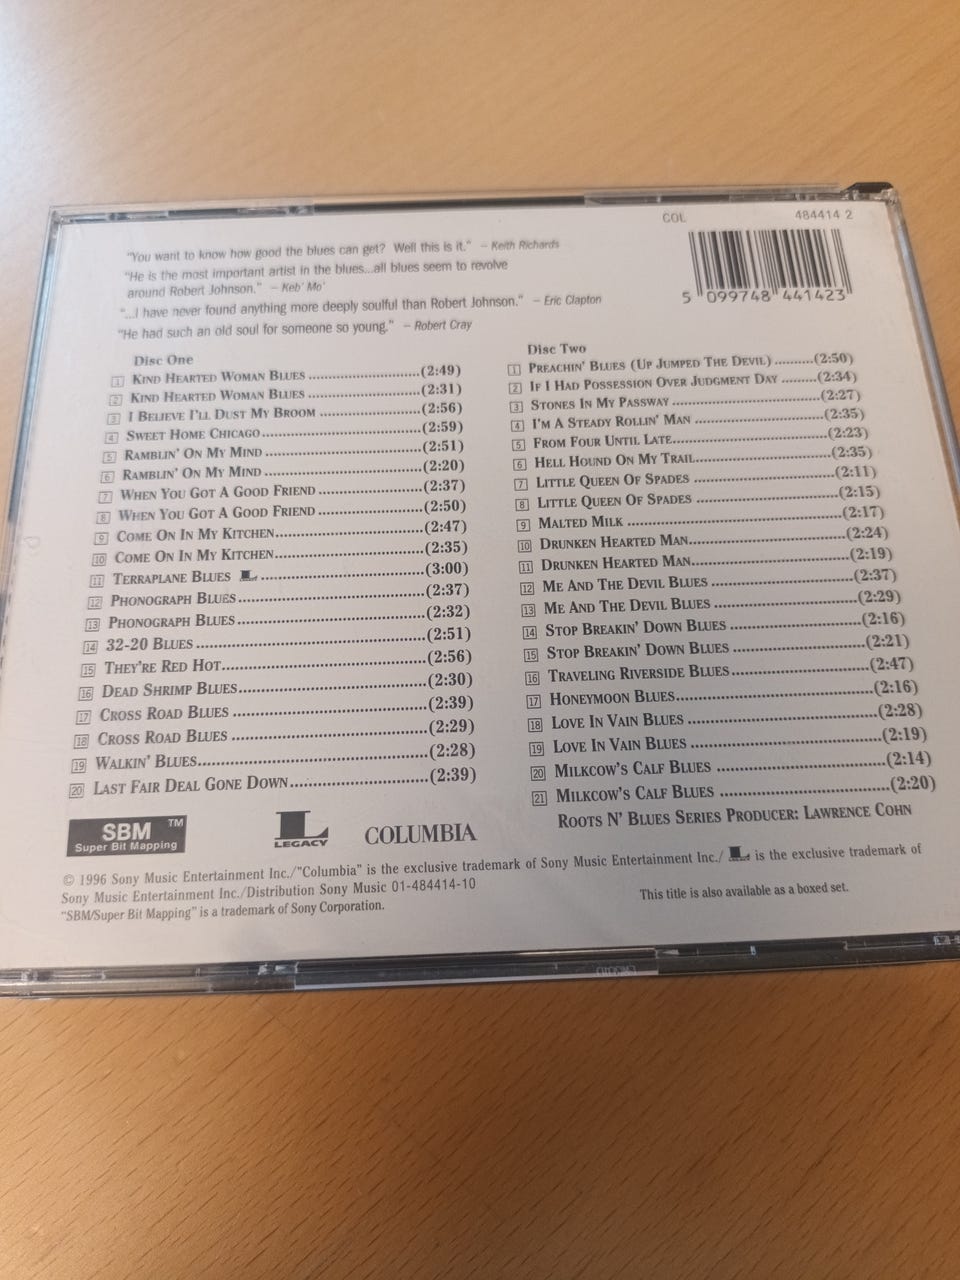 COL 484414 2
"You want to know how good the blues can get? Well this is it." – Keith Richards
"He is the most important artist in the blues...all blues seem to revolve
around Robert Johnson." – Keb' Mo'
"...I have never found anything more deeply soulful than Robert Johnson." – Eric Clapton
"He had such an old soul for someone so young." – Robert Cray
5 099748 441423
Disc One
1 Kind Hearted Woman Blues (2:49)
2 Kind Hearted Woman Blues (2:31)
3 I Believe I'll Dust My Broom (2:56)
4 Sweet Home Chicago (2:59)
5 Ramblin' On My Mind (2:51)
6 Ramblin' On My Mind (2:20)
7 When You Got A Good Friend (2:37)
8 When You Got A Good Friend (2:50)
9 Come On In My Kitchen (2:47)
10 Come On In My Kitchen (2:35)
11 Terraplane Blues L (3:00)
12 Phonograph Blues (2:37)
13 Phonograph Blues (2:32)
14 32-20 Blues (2:51)
15 They're Red Hot (2:56)
16 Dead Shrimp Blues (2:30)
17 Cross Road Blues (2:39)
18 Cross Road Blues (2:29)
19 Walkin' Blues (2:28)
20 Last Fair Deal Gone Down (2:39)
Disc Two
1 Preachin' Blues (Up Jumped The Devil) (2:50)
2 If I Had Possession Over Judgment Day (2:34)
3 Stones In My Passway (2:27)
4 I'm A Steady Rollin' Man (2:35)
5 From Four Until Late (2:23)
6 Hell Hound On My Trail (2:35)
7 Little Queen Of Spades (2:11)
8 Little Queen Of Spades (2:15)
9 Malted Milk (2:17)
10 Drunken Hearted Man (2:24)
11 Drunken Hearted Man (2:19)
12 Me And The Devil Blues (2:37)
13 Me And The Devil Blues (2:29)
14 Stop Breakin' Down Blues (2:16)
15 Stop Breakin' Down Blues (2:21)
16 Traveling Riverside Blues (2:47)
17 Honeymoon Blues (2:16)
18 Love In Vain Blues (2:28)
19 Love In Vain Blues (2:19)
20 Milkcow's Calf Blues (2:14)
21 Milkcow's Calf Blues (2:20)
Roots N' Blues Series Producer: Lawrence Cohn
SBM™
Super Bit Mapping
L
LEGACY
COLUMBIA
© 1996 Sony Music Entertainment Inc./"Columbia" is the exclusive trademark of Sony Music Entertainment Inc./ L is the exclusive trademark of
Sony Music Entertainment Inc./Distribution Sony Music 01-484414-10
"SBM/Super Bit Mapping" is a trademark of Sony Corporation.
This title is also available as a boxed set.